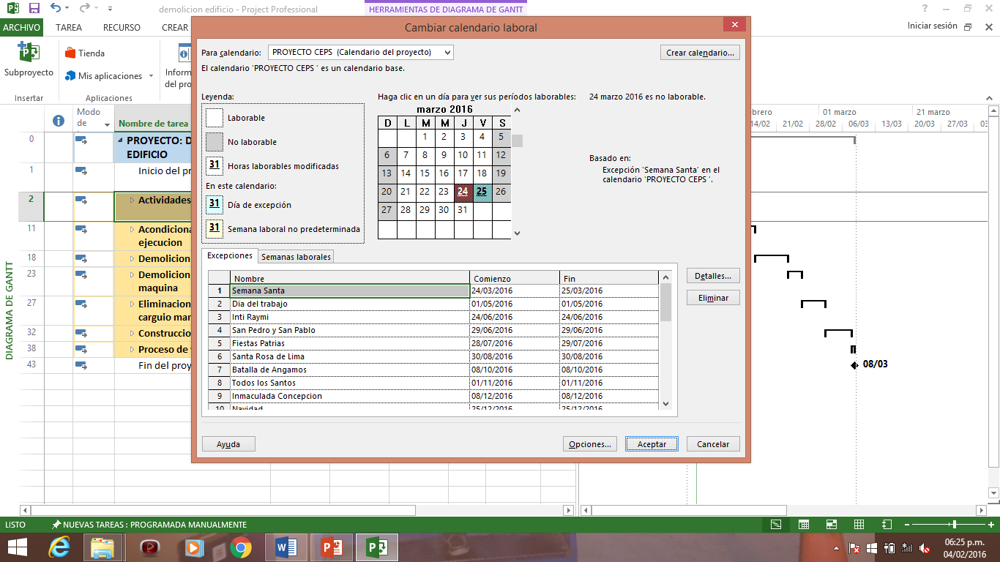 demolicion edificio - Project Professional
HERRAMIENTAS DE DIAGRAMA DE GANTT
ARCHIVO
TAREA
RECURSO
CREAR
Iniciar sesión
Subproyecto
Insertar
Tienda
Mis aplicaciones
Aplicaciones
Inform
del pro
Cambiar calendario laboral
Para calendario:
PROYECTO CEPS (Calendario del proyecto)
Crear calendario...
El calendario 'PROYECTO CEPS ' es un calendario base.
Leyenda:
Laborable
No laborable
31 Horas laborables modificadas
En este calendario:
31 Día de excepción
31 Semana laboral no predeterminada
Haga clic en un día para ver sus períodos laborables:
marzo 2016
D L M M J V S
1 2 3 4 5
6 7 8 9 10 11 12
13 14 15 16 17 18 19
20 21 22 23 24 25 26
27 28 29 30 31
24 marzo 2016 es no laborable.
Basado en:
Excepción 'Semana Santa' en el
calendario 'PROYECTO CEPS '.
Excepciones
Semanas laborales
Nombre Comienzo Fin
1 Semana Santa 24/03/2016 25/03/2016
2 Dia del trabajo 01/05/2016 01/05/2016
3 Inti Raymi 24/06/2016 24/06/2016
4 San Pedro y San Pablo 29/06/2016 29/06/2016
5 Fiestas Patrias 28/07/2016 29/07/2016
6 Santa Rosa de Lima 30/08/2016 30/08/2016
7 Batalla de Angamos 08/10/2016 08/10/2016
8 Todos los Santos 01/11/2016 01/11/2016
9 Inmaculada Concepcion 08/12/2016 08/12/2016
10 Navidad 25/12/2016 25/12/2016
Detalles...
Eliminar
Ayuda
Opciones...
Aceptar
Cancelar
Modo
de
Nombre de tarea
0 PROYECTO: D
EDIFICIO
1 Inicio del pr
2 Actividades
11 Acondiciona
ejecucion
18 Demolicion
23 Demolicion
maquina
27 Eliminacion
carguio mar
32 Construccio
38 Proceso de
43 Fin del proy
DIAGRAMA DE GANTT
ebrero
01 marzo
21 marzo
14/02 21/02 28/02 06/03 13/03 20/03 27/03 03
08/03
LISTO
NUEVAS TAREAS : PROGRAMADA MANUALMENTE
06:25 p.m.
04/02/2016